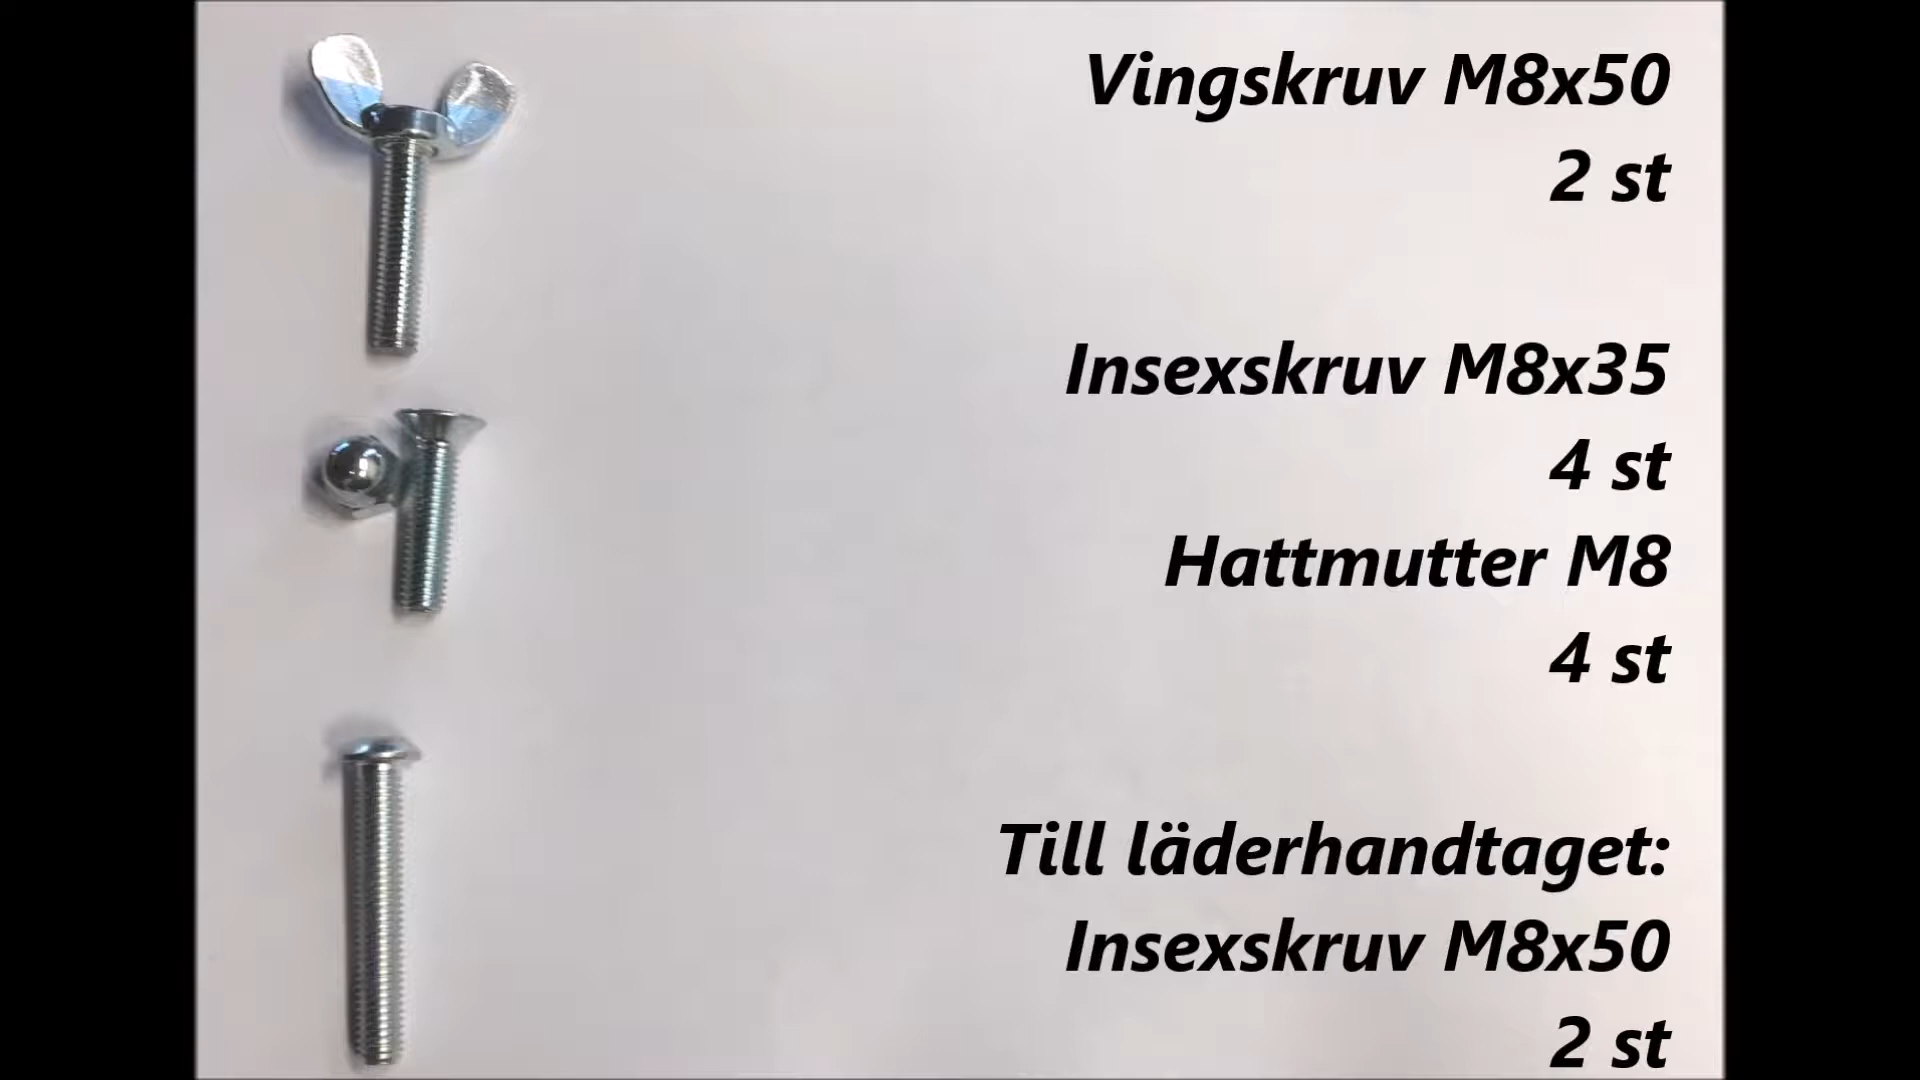 Vingskruv M8x50
2 st
Insexskruv M8x35
4 st
Hattmutter M8
4 st
Till läderhandtaget:
Insexskruv M8x50
2 st